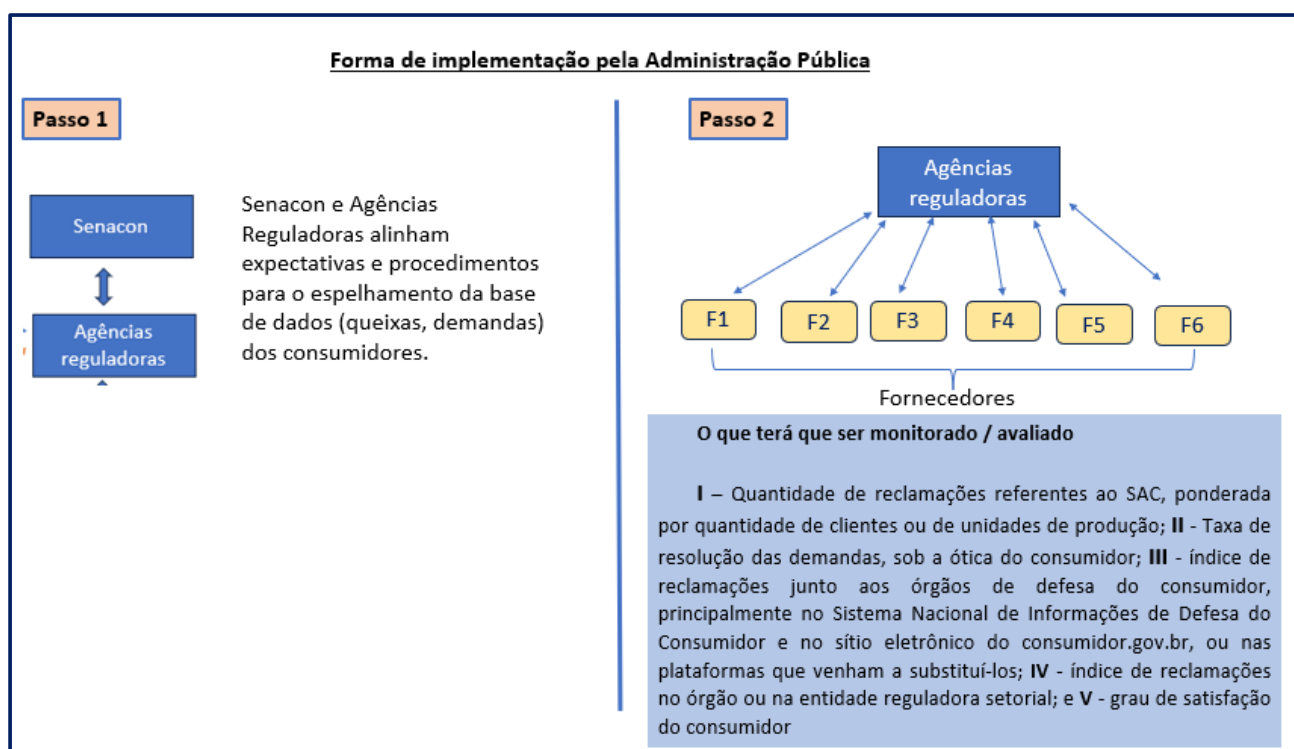 Forma de implementação pela Administração Pública
Passo 1
Senacon
Agências
reguladoras
Senacon e Agências
Reguladoras alinham
expectativas e procedimentos
para o espelhamento da base
de dados (queixas, demandas)
dos consumidores.
Passo 2
Agências
reguladoras
F1 F2 F3 F4 F5 F6
Fornecedores
O que terá que ser monitorado / avaliado
I – Quantidade de reclamações referentes ao SAC, ponderada
por quantidade de clientes ou de unidades de produção; II - Taxa de
resolução das demandas, sob a ótica do consumidor; III - índice de
reclamações junto aos órgãos de defesa do consumidor,
principalmente no Sistema Nacional de Informações de Defesa do
Consumidor e no sítio eletrônico do consumidor.gov.br, ou nas
plataformas que venham a substituí-los; IV - índice de reclamações
no órgão ou na entidade reguladora setorial; e V - grau de satisfação
do consumidor